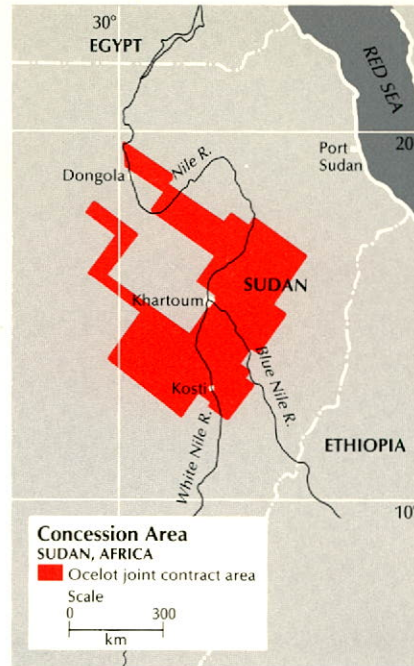 30°
EGYPT
RED SEA
20°
Port
Sudan
Dongola
Nile R.
SUDAN
Khartoum
Blue Nile R.
Kosti
White Nile R.
ETHIOPIA
10°
Concession Area
SUDAN, AFRICA
Ocelot joint contract area
Scale
0 300
km